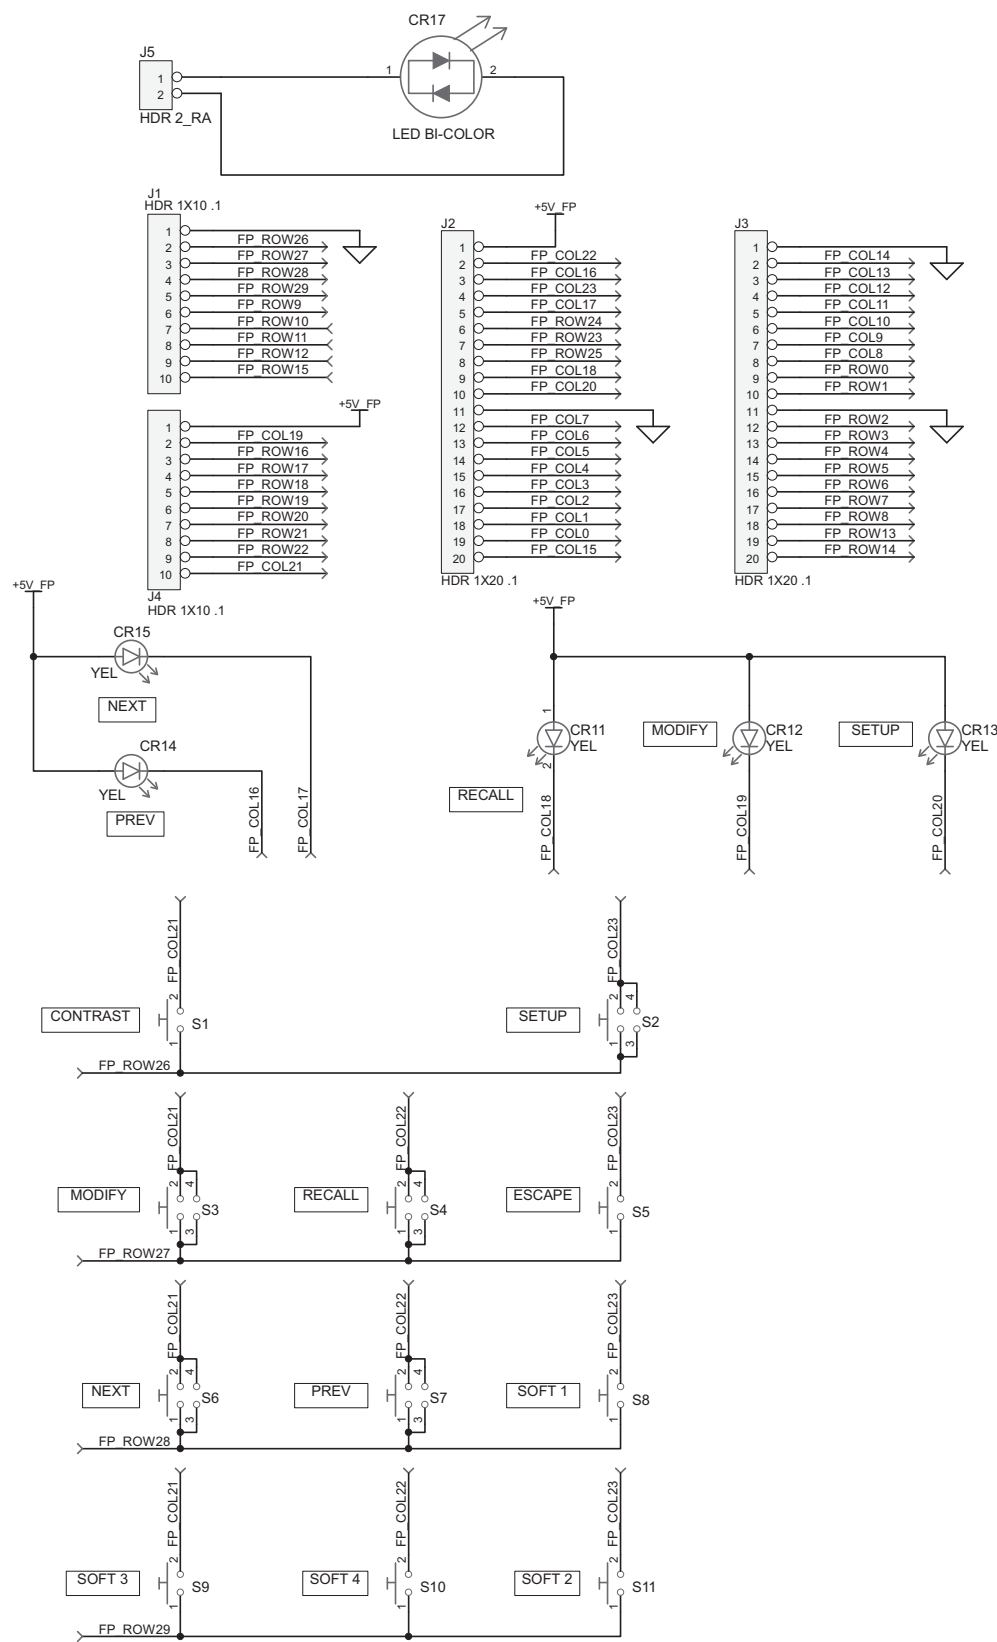 CR17
J5
1
2
1
2
HDR 2_RA
LED BI-COLOR
J1
HDR 1X10 .1
1
2 FP_ROW26
3 FP_ROW27
4 FP_ROW28
5 FP_ROW29
6 FP_ROW9
7 FP_ROW10
8 FP_ROW11
9 FP_ROW12
10 FP_ROW15
+5V_FP
J2
1
2 FP_COL22
3 FP_COL16
4 FP_COL23
5 FP_COL17
6 FP_ROW24
7 FP_ROW23
8 FP_ROW25
9 FP_COL18
10 FP_COL20
11
12 FP_COL7
13 FP_COL6
14 FP_COL5
15 FP_COL4
16 FP_COL3
17 FP_COL2
18 FP_COL1
19 FP_COL0
20 FP_COL15
HDR 1X20 .1
J3
1
2 FP_COL14
3 FP_COL13
4 FP_COL12
5 FP_COL11
6 FP_COL10
7 FP_COL9
8 FP_COL8
9 FP_ROW0
10 FP_ROW1
11
12 FP_ROW2
13 FP_ROW3
14 FP_ROW4
15 FP_ROW5
16 FP_ROW6
17 FP_ROW7
18 FP_ROW8
19 FP_ROW13
20 FP_ROW14
HDR 1X20 .1
+5V_FP
1
2 FP_COL19
3 FP_ROW16
4 FP_ROW17
5 FP_ROW18
6 FP_ROW19
7 FP_ROW20
8 FP_ROW21
9 FP_ROW22
10 FP_COL21
J4
HDR 1X10 .1
+5V_FP
CR15
YEL
NEXT
CR14
YEL
PREV
FP_COL16
FP_COL17
+5V_FP
1
CR11
YEL
2
RECALL
FP_COL18
MODIFY
CR12
YEL
FP_COL19
SETUP
CR13
YEL
FP_COL20
FP_COL21
2
CONTRAST
S1
1
FP_COL23
2
4
SETUP
S2
1
3
FP_ROW26
FP_COL21
2
4
MODIFY
S3
1
3
FP_COL22
2
4
RECALL
S4
1
3
FP_COL23
2
ESCAPE
S5
1
FP_ROW27
FP_COL21
2
4
NEXT
S6
1
3
FP_COL22
2
4
PREV
S7
1
3
FP_COL23
2
SOFT 1
S8
1
FP_ROW28
FP_COL21
2
SOFT 3
S9
1
FP_COL22
2
SOFT 4
S10
1
FP_COL23
2
SOFT 2
S11
1
FP_ROW29